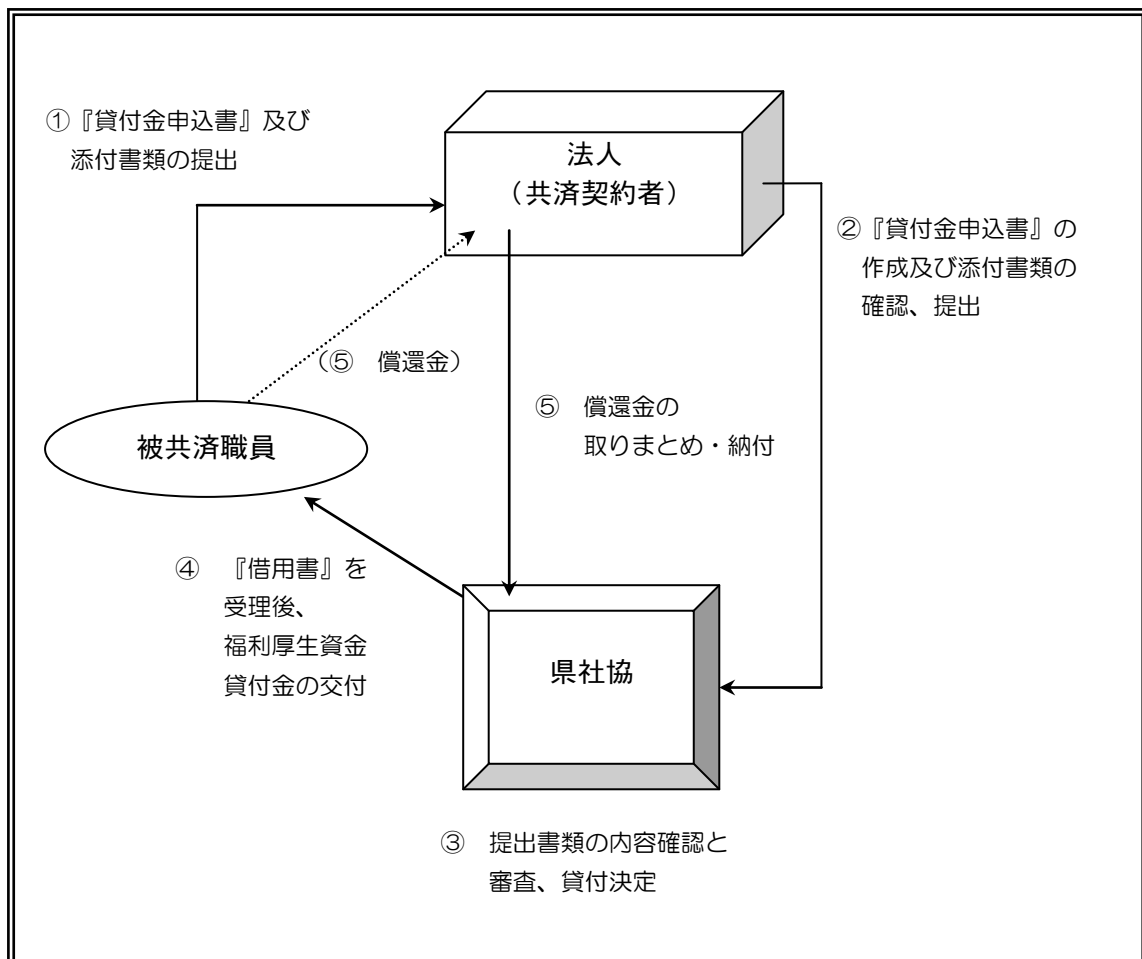 ①『貸付金申込書』及び
添付書類の提出
法人
（共済契約者）
②『貸付金申込書』の
作成及び添付書類の
確認、提出
（⑤　償還金）
⑤　償還金の
取りまとめ・納付
被共済職員
④　『借用書』を
受理後、
福利厚生資金
貸付金の交付
県社協
③　提出書類の内容確認と
審査、貸付決定